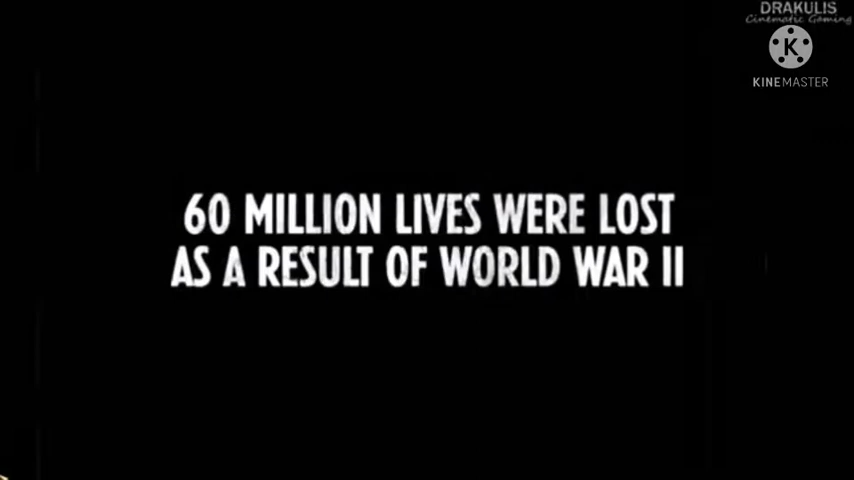 DRAKULIS
Cinematic Gaming
K
KINEMASTER
60 MILLION LIVES WERE LOST
AS A RESULT OF WORLD WAR II